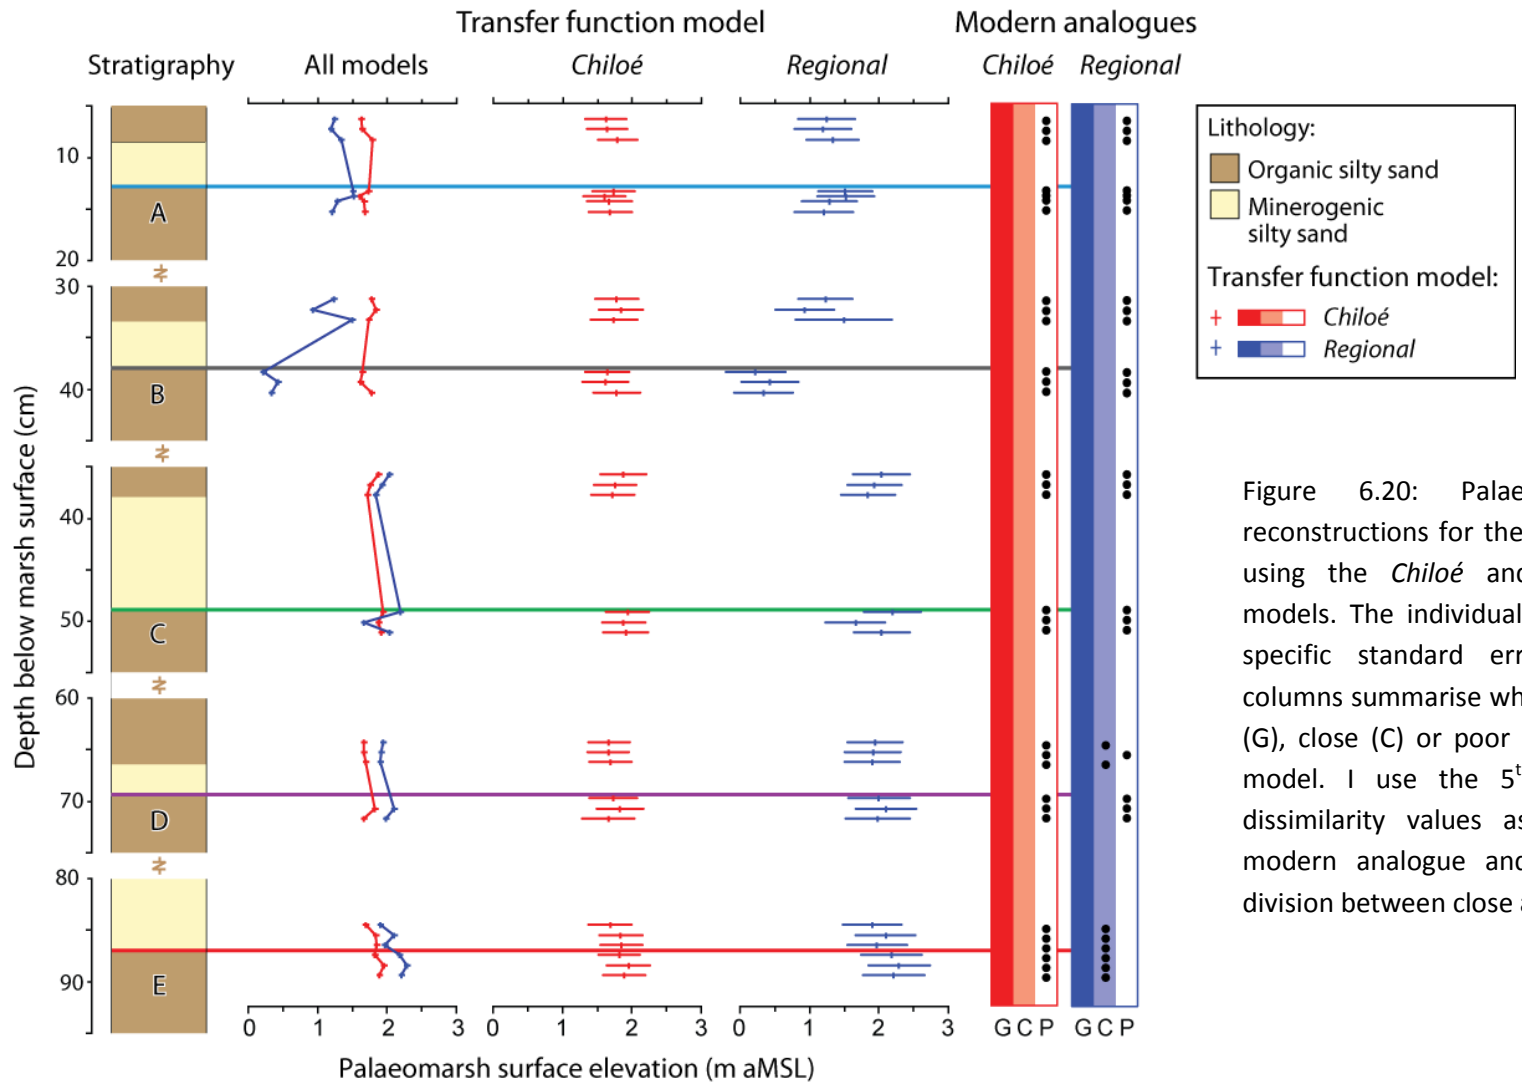 Transfer function model
Modern analogues
Stratigraphy
All models
Chiloé
Regional
Chiloé
Regional
Depth below marsh surface (cm)
10
20
30
40
40
50
60
70
80
90
A
B
C
D
E
0 1 2 3
0 1 2 3
0 1 2 3
G C P
G C P
Palaeomarsh surface elevation (m aMSL)
Lithology:
Organic silty sand
Minerogenic
silty sand
Transfer function model:
Chiloé
Regional
Figure 6.20: Palae
reconstructions for the
using the Chiloé and
models. The individual
specific standard err
columns summarise wh
(G), close (C) or poor
model. I use the 5t
dissimilarity values as
modern analogue and
division between close a